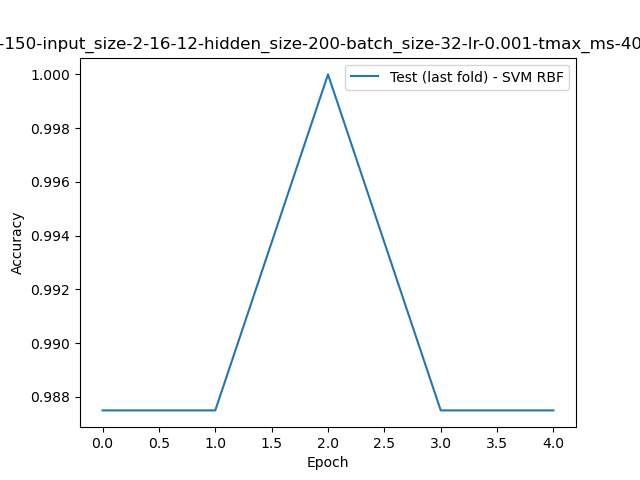 -150-input_size-2-16-12-hidden_size-200-batch_size-32-lr-0.001-tmax_ms-40
Test (last fold) - SVM RBF
1.000
0.998
0.996
0.994
0.992
0.990
0.988
Accuracy
0.0 0.5 1.0 1.5 2.0 2.5 3.0 3.5 4.0
Epoch